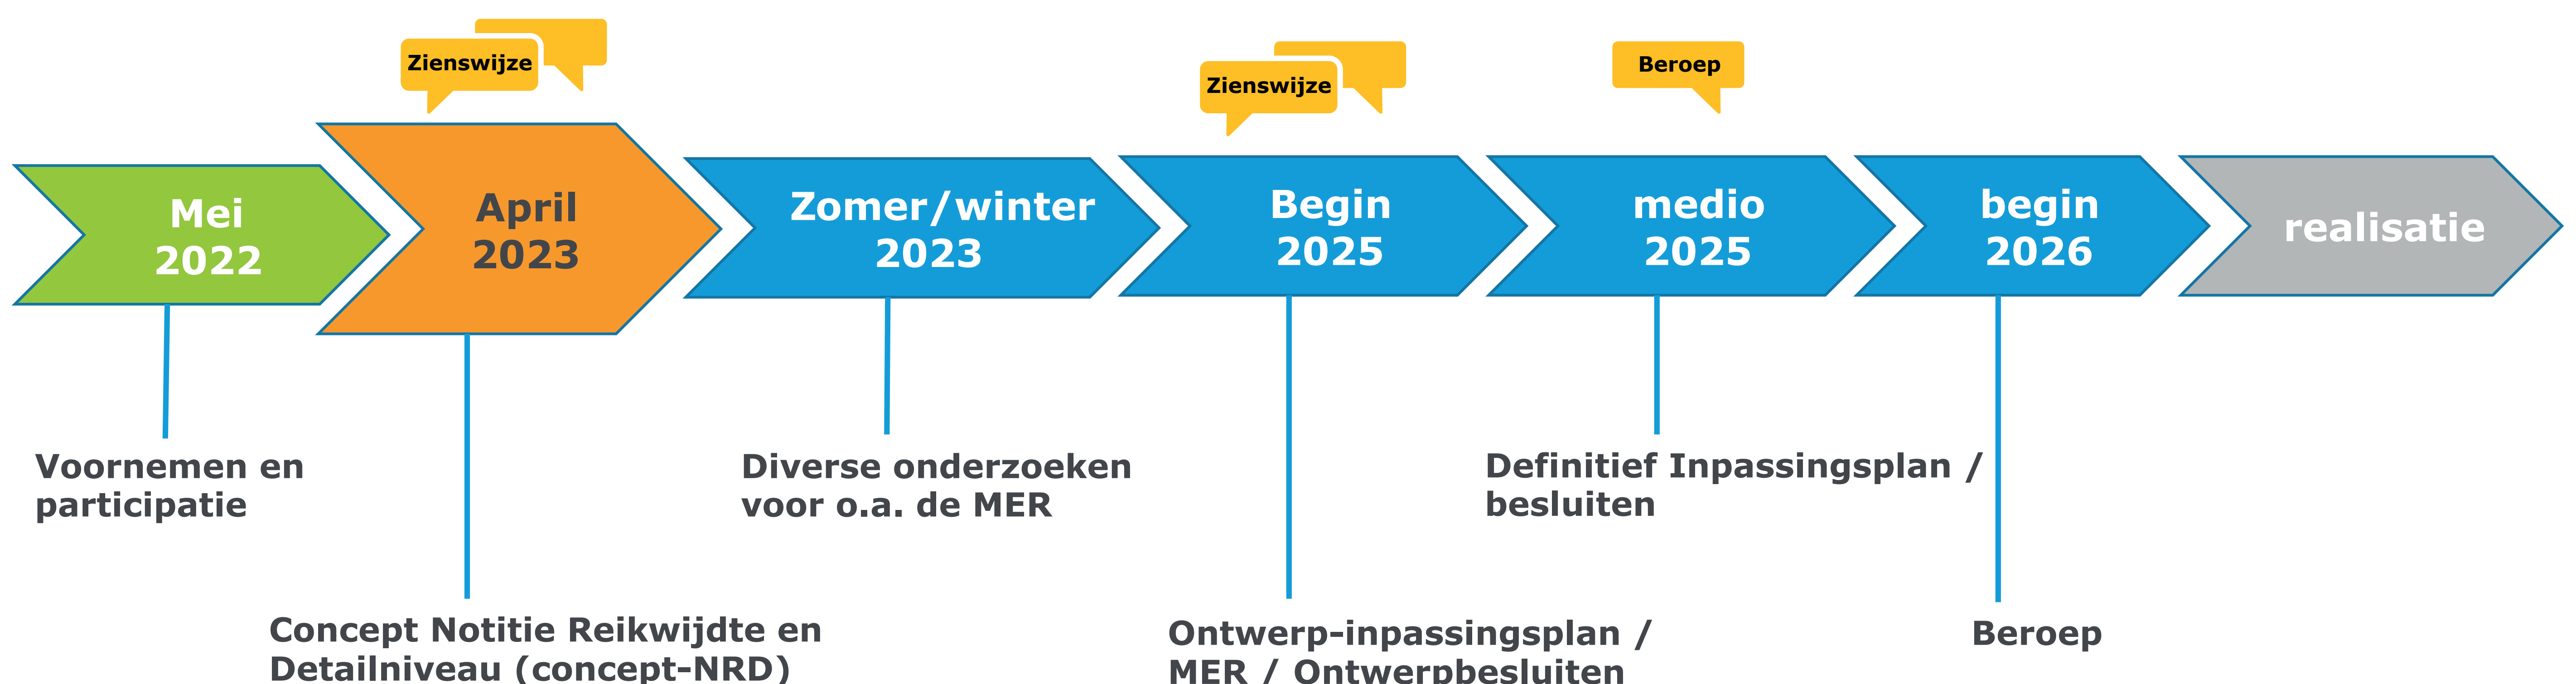 Zienswijze
Zienswijze
Beroep
Mei
2022
April
2023
Zomer/winter
2023
Begin
2025
medio
2025
begin
2026
realisatie
Voornemen en
participatie
Diverse onderzoeken
voor o.a. de MER
Definitief Inpassingsplan /
besluiten
Concept Notitie Reikwijdte en
Detailniveau (concept-NRD)
Ontwerp-inpassingsplan /
MER / Ontwerpbesluiten
Beroep